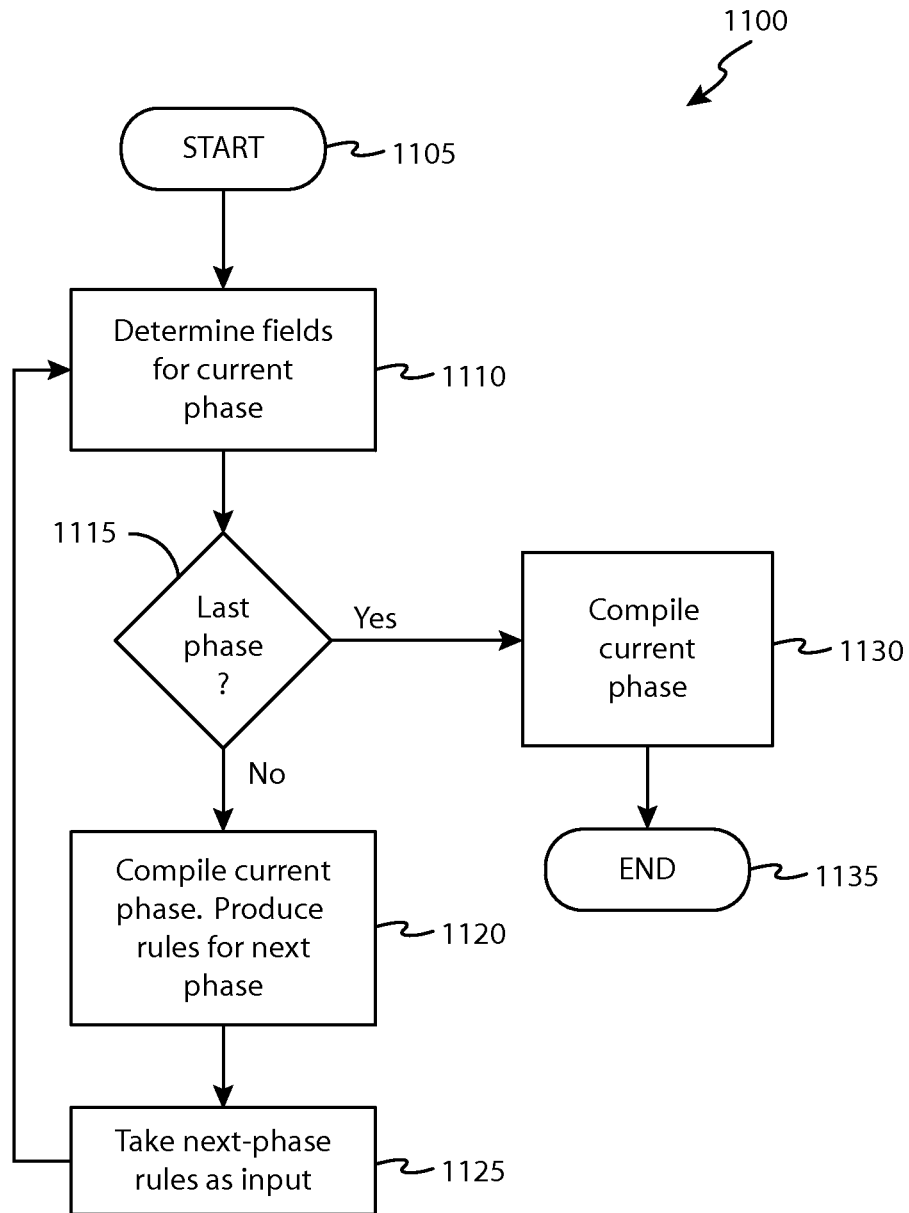 1100
START
1105
Determine fields
for current
phase
1110
1115
Last
phase
?
Yes
Compile
current
phase
1130
No
Compile current
phase. Produce
rules for next
phase
1120
END
1135
Take next-phase
rules as input
1125